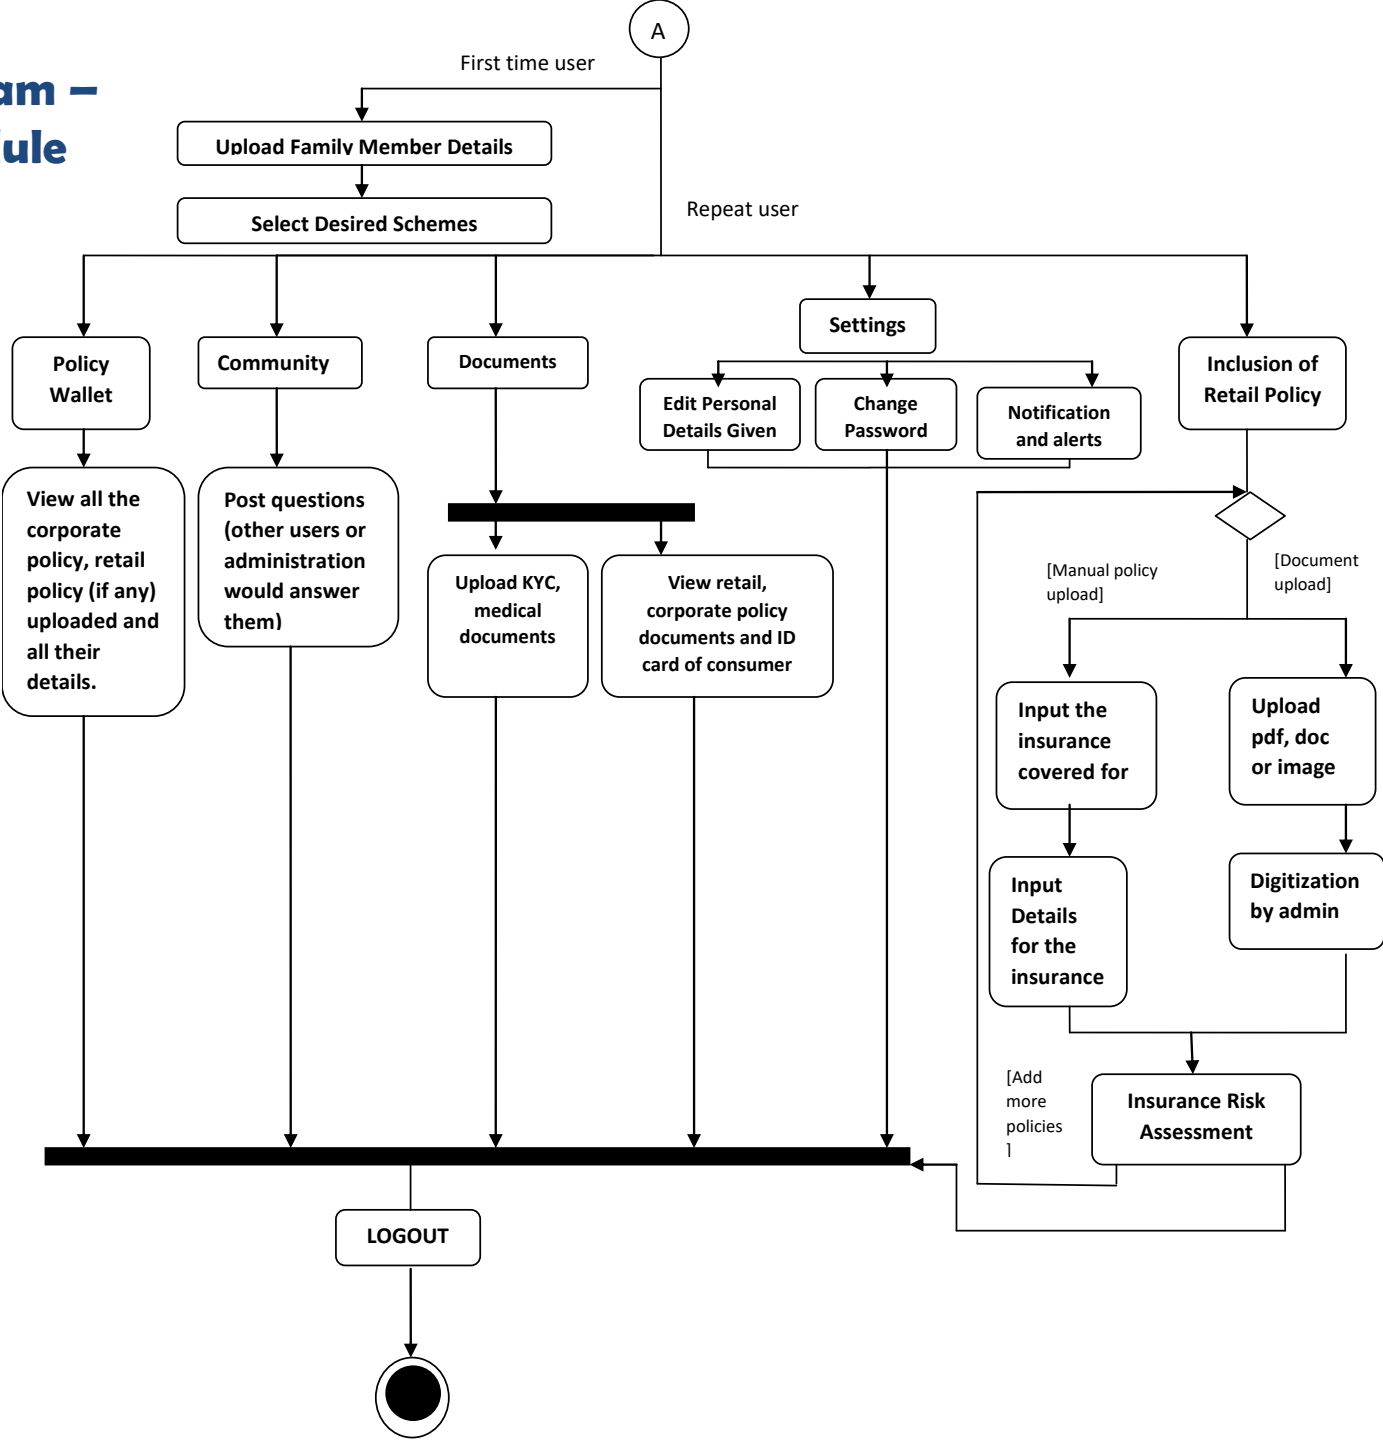 A
First time user
am –
ule
Upload Family Member Details
Select Desired Schemes
Repeat user
Settings
Policy
Wallet
Community
Documents
Inclusion of
Retail Policy
Edit Personal
Details Given
Change
Password
Notification
and alerts
View all the
corporate
policy, retail
policy (if any)
uploaded and
all their
details.
Post questions
(other users or
administration
would answer
them)
Upload KYC,
medical
documents
View retail,
corporate policy
documents and ID
card of consumer
[Manual policy
upload]
[Document
upload]
Input the
insurance
covered for
Upload
pdf, doc
or image
Input
Details
for the
insurance
Digitization
by admin
[Add
more
policies
]
Insurance Risk
Assessment
LOGOUT